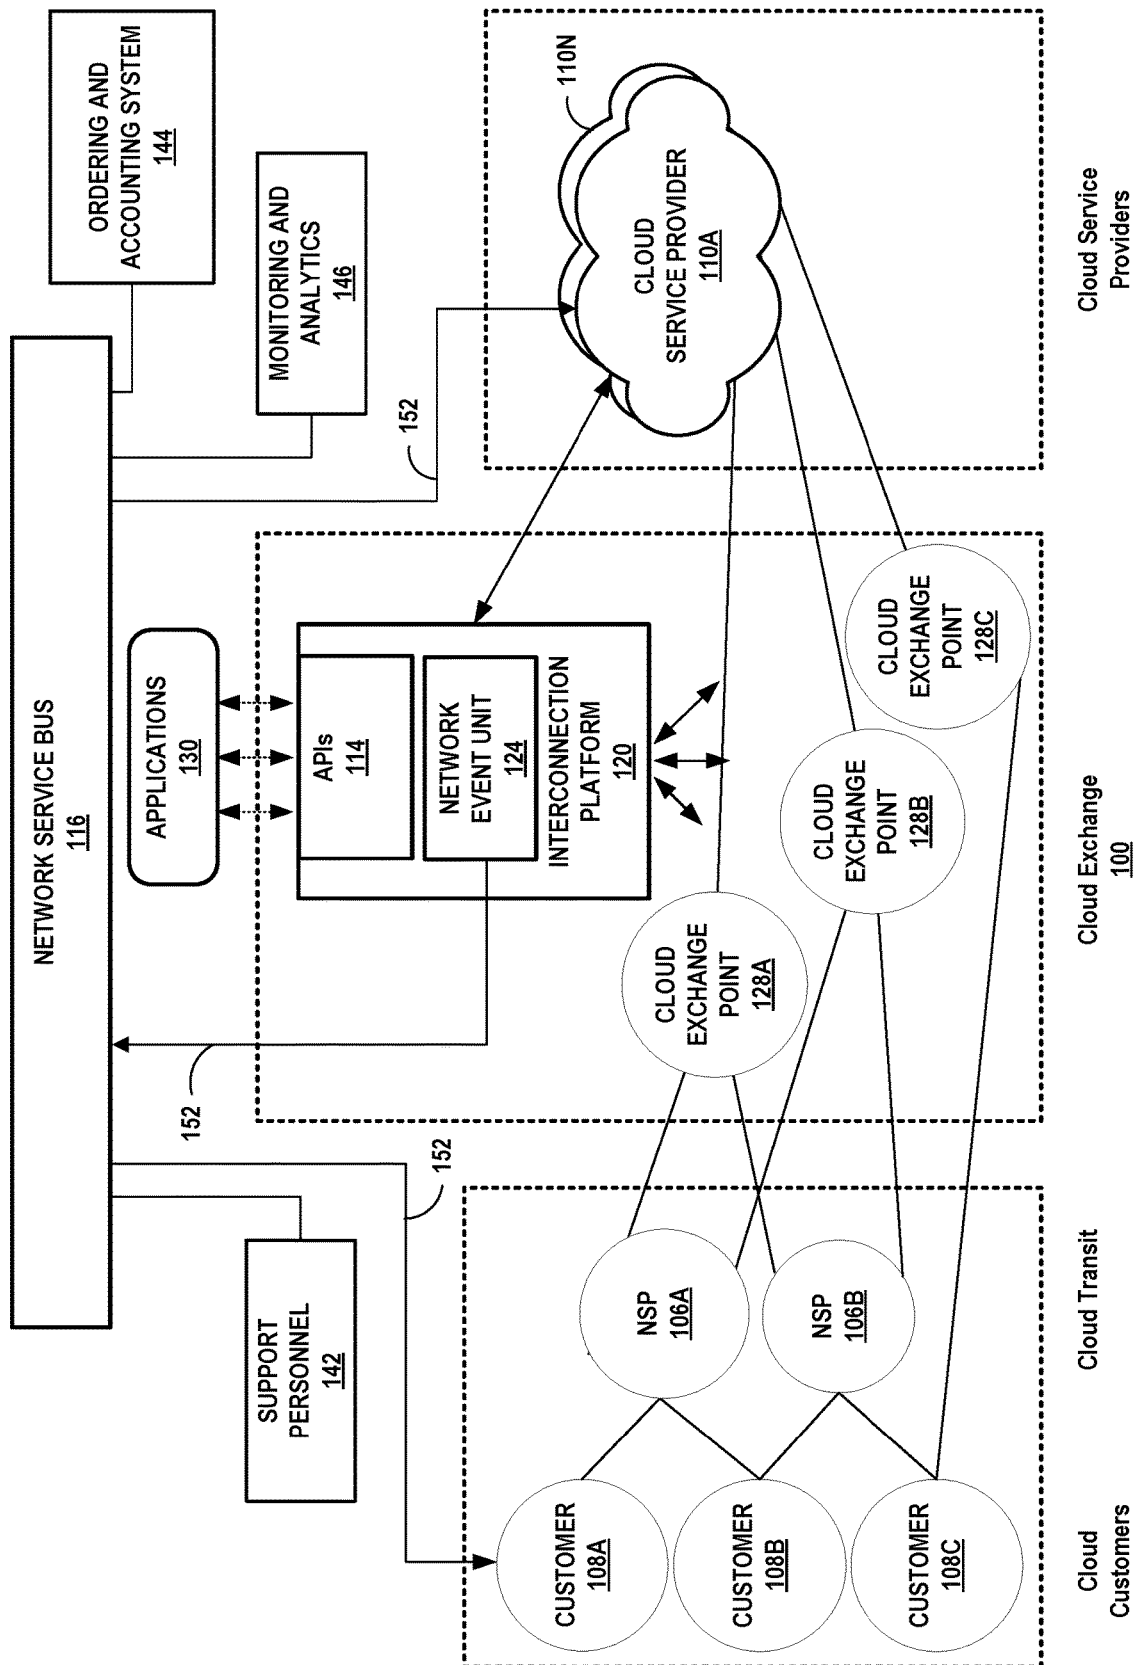 NETWORK SERVICE BUS
116
SUPPORT
PERSONNEL
142
152
152
APPLICATIONS
130
152
MONITORING AND
ANALYTICS
146
ORDERING AND
ACCOUNTING SYSTEM
144
APIs
114
NETWORK
EVENT UNIT
124
INTERCONNECTION
PLATFORM
120
110N
CLOUD
SERVICE PROVIDER
110A
CUSTOMER
108A
CUSTOMER
108B
CUSTOMER
108C
NSP
106A
NSP
106B
CLOUD
EXCHANGE
POINT
128A
CLOUD
EXCHANGE
POINT
128B
CLOUD
EXCHANGE
POINT
128C
Cloud
Customers
Cloud Transit
Cloud Exchange
100
Cloud Service
Providers